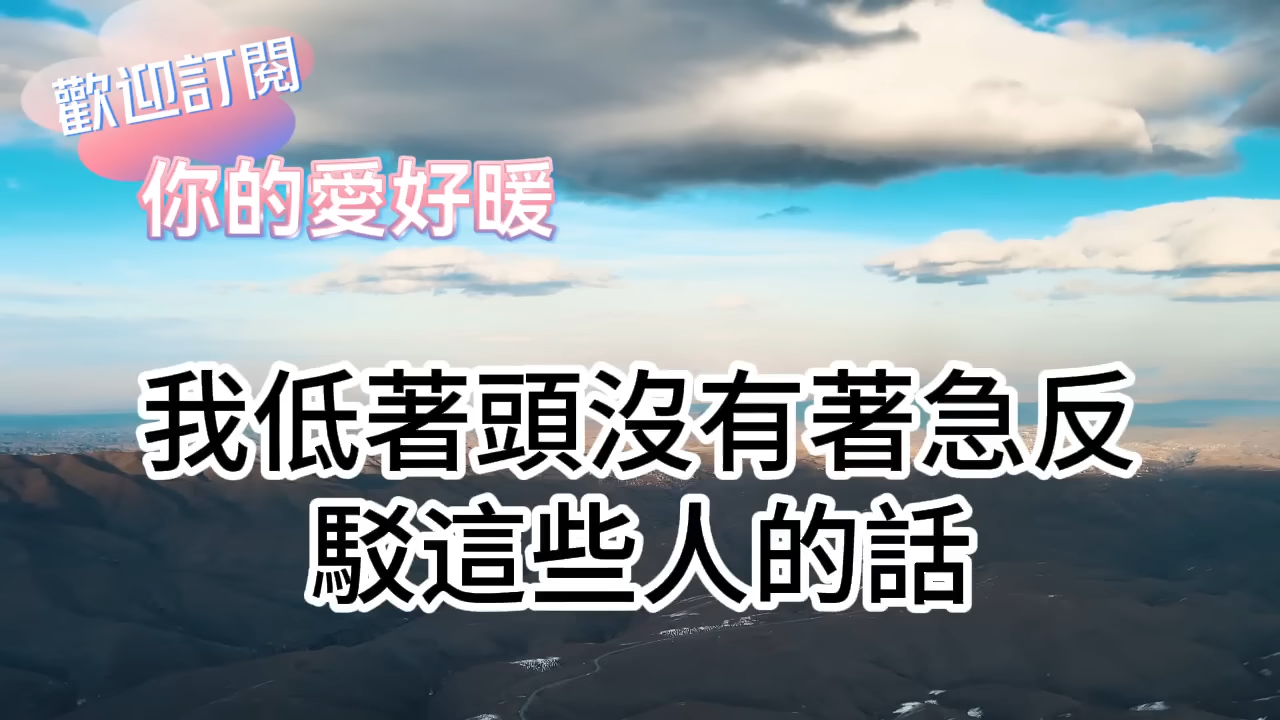 歡迎訂閱
你的愛好暖
我低著頭沒有著急反
駁這些人的話